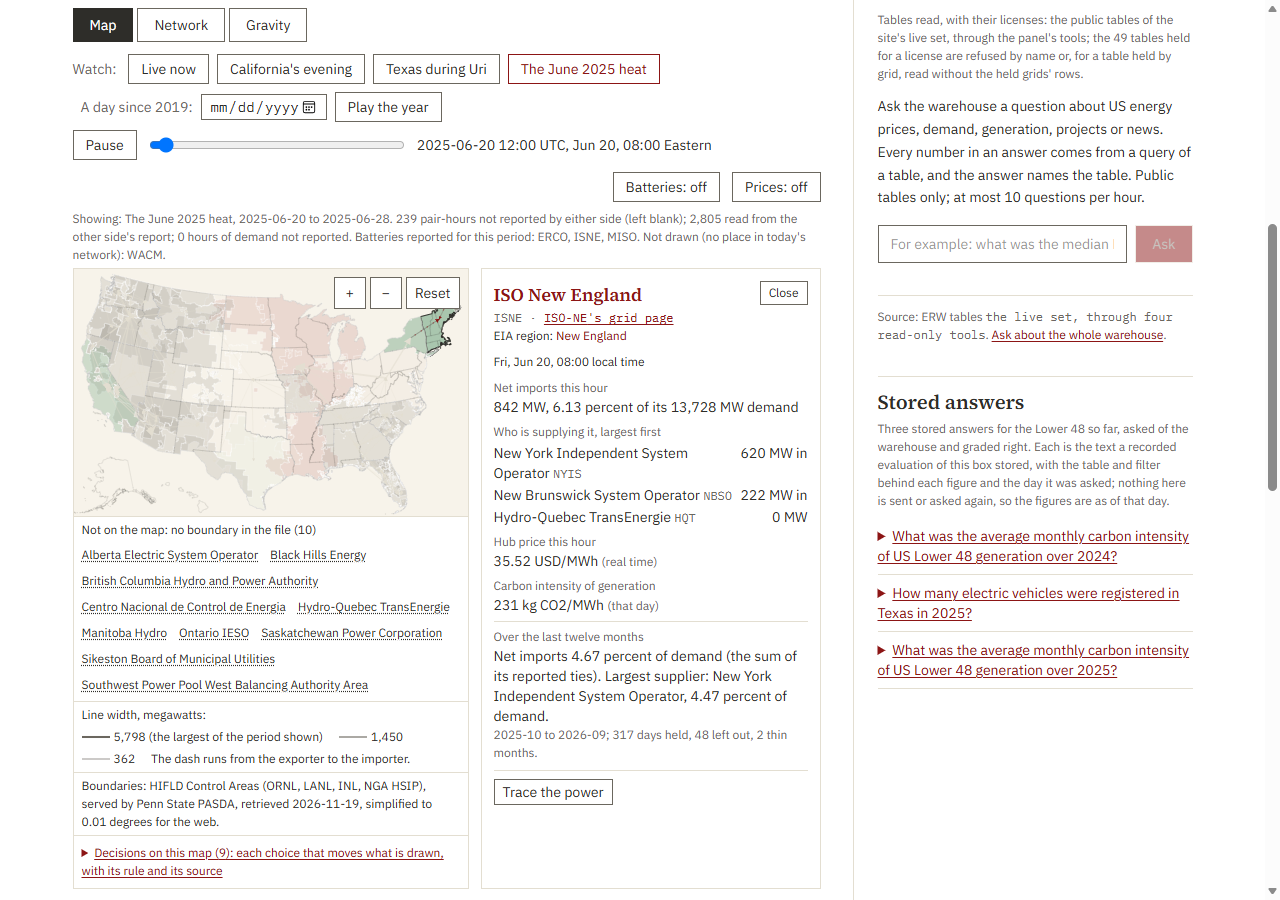 Map
Network
Gravity
Watch:
Live now
California's evening
Texas during Uri
The June 2025 heat
A day since 2019:
mm/dd/yyyy
Play the year
Pause
2025-06-20 12:00 UTC, Jun 20, 08:00 Eastern
Batteries: off
Prices: off
Showing: The June 2025 heat, 2025-06-20 to 2025-06-28. 239 pair-hours not reported by either side (left blank); 2,805 read from the
other side's report; 0 hours of demand not reported. Batteries reported for this period: ERCO, ISNE, MISO. Not drawn (no place in today's
network): WACM.
+
−
Reset
Not on the map: no boundary in the file (10)
Alberta Electric System Operator
Black Hills Energy
British Columbia Hydro and Power Authority
Centro Nacional de Control de Energia
Hydro-Quebec TransEnergie
Manitoba Hydro
Ontario IESO
Saskatchewan Power Corporation
Sikeston Board of Municipal Utilities
Southwest Power Pool West Balancing Authority Area
Line width, megawatts:
5,798 (the largest of the period shown)
1,450
362
The dash runs from the exporter to the importer.
Boundaries: HIFLD Control Areas (ORNL, LANL, INL, NGA HSIP),
served by Penn State PASDA, retrieved 2026-11-19, simplified to
0.01 degrees for the web.
Decisions on this map (9): each choice that moves what is drawn,
with its rule and its source
ISO New England
Close
ISNE · ISO-NE's grid page
EIA region: New England
Fri, Jun 20, 08:00 local time
Net imports this hour
842 MW, 6.13 percent of its 13,728 MW demand
Who is supplying it, largest first
New York Independent System
Operator NYIS
620 MW in
New Brunswick System Operator NBSO 222 MW in
Hydro-Quebec TransEnergie HQT 0 MW
Hub price this hour
35.52 USD/MWh (real time)
Carbon intensity of generation
231 kg CO2/MWh (that day)
Over the last twelve months
Net imports 4.67 percent of demand (the sum of
its reported ties). Largest supplier: New York
Independent System Operator, 4.47 percent of
demand.
2025-10 to 2026-09; 317 days held, 48 left out, 2 thin
months.
Trace the power
Tables read, with their licenses: the public tables of the
site's live set, through the panel's tools; the 49 tables held
for a license are refused by name or, for a table held by
grid, read without the held grids' rows.
Ask the warehouse a question about US energy
prices, demand, generation, projects or news.
Every number in an answer comes from a query of
a table, and the answer names the table. Public
tables only; at most 10 questions per hour.
For example: what was the median
Ask
Source: ERW tables the live set, through four
read-only tools. Ask about the whole warehouse.
Stored answers
Three stored answers for the Lower 48 so far, asked of the
warehouse and graded right. Each is the text a recorded
evaluation of this box stored, with the table and filter
behind each figure and the day it was asked; nothing here
is sent or asked again, so the figures are as of that day.
What was the average monthly carbon intensity
of US Lower 48 generation over 2024?
How many electric vehicles were registered in
Texas in 2025?
What was the average monthly carbon intensity
of US Lower 48 generation over 2025?